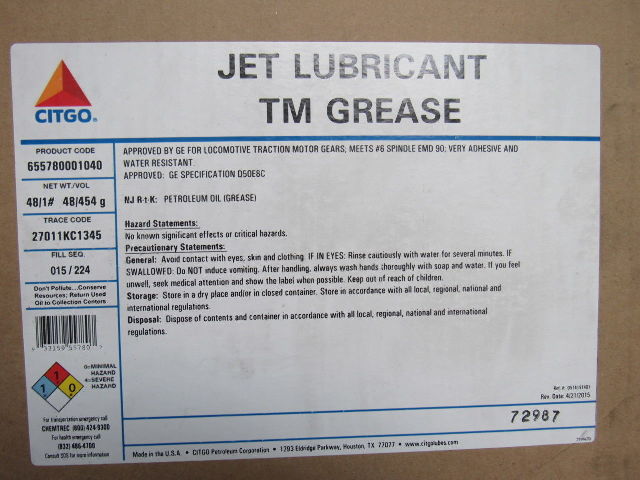 JET LUBRICANT
TM GREASE
CITGO®
PRODUCT CODE
655780001040
NET WT./VOL
48/1# 48/454 g
TRACE CODE
27011KC1345
FILL SEQ.
015 / 224
Don't Pollute...Conserve
Resources; Return Used
Oil to Collection Centers
0=MINIMAL
HAZARD
4=SEVERE
HAZARD
1
1
0
For transportation emergency call
CHEMTREC (800) 424-9300
For health emergency call
(832) 486-4700
Consult SDS for more information
APPROVED BY GE FOR LOCOMOTIVE TRACTION MOTOR GEARS; MEETS #6 SPINDLE EMD 90; VERY ADHESIVE AND
WATER RESISTANT.
APPROVED: GE SPECIFICATION D50E8C
NJ R-t-K: PETROLEUM OIL (GREASE)
Hazard Statements:
No known significant effects or critical hazards.
Precautionary Statements:
General: Avoid contact with eyes, skin and clothing. IF IN EYES: Rinse cautiously with water for several minutes. IF
SWALLOWED: Do NOT induce vomiting. After handling, always wash hands thoroughly with soap and water. If you feel
unwell, seek medical attention and show the label when possible. Keep out of reach of children.
Storage: Store in a dry place and/or in closed container. Store in accordance with all local, regional, national and
international regulations.
Disposal: Dispose of contents and container in accordance with all local, regional, national and international
regulations.
Rev. Date: 4/21/2015
72987
Made in the U.S.A. • CITGO Petroleum Corporation • 1293 Eldridge Parkway, Houston, TX 77077 • www.citgolubes.com